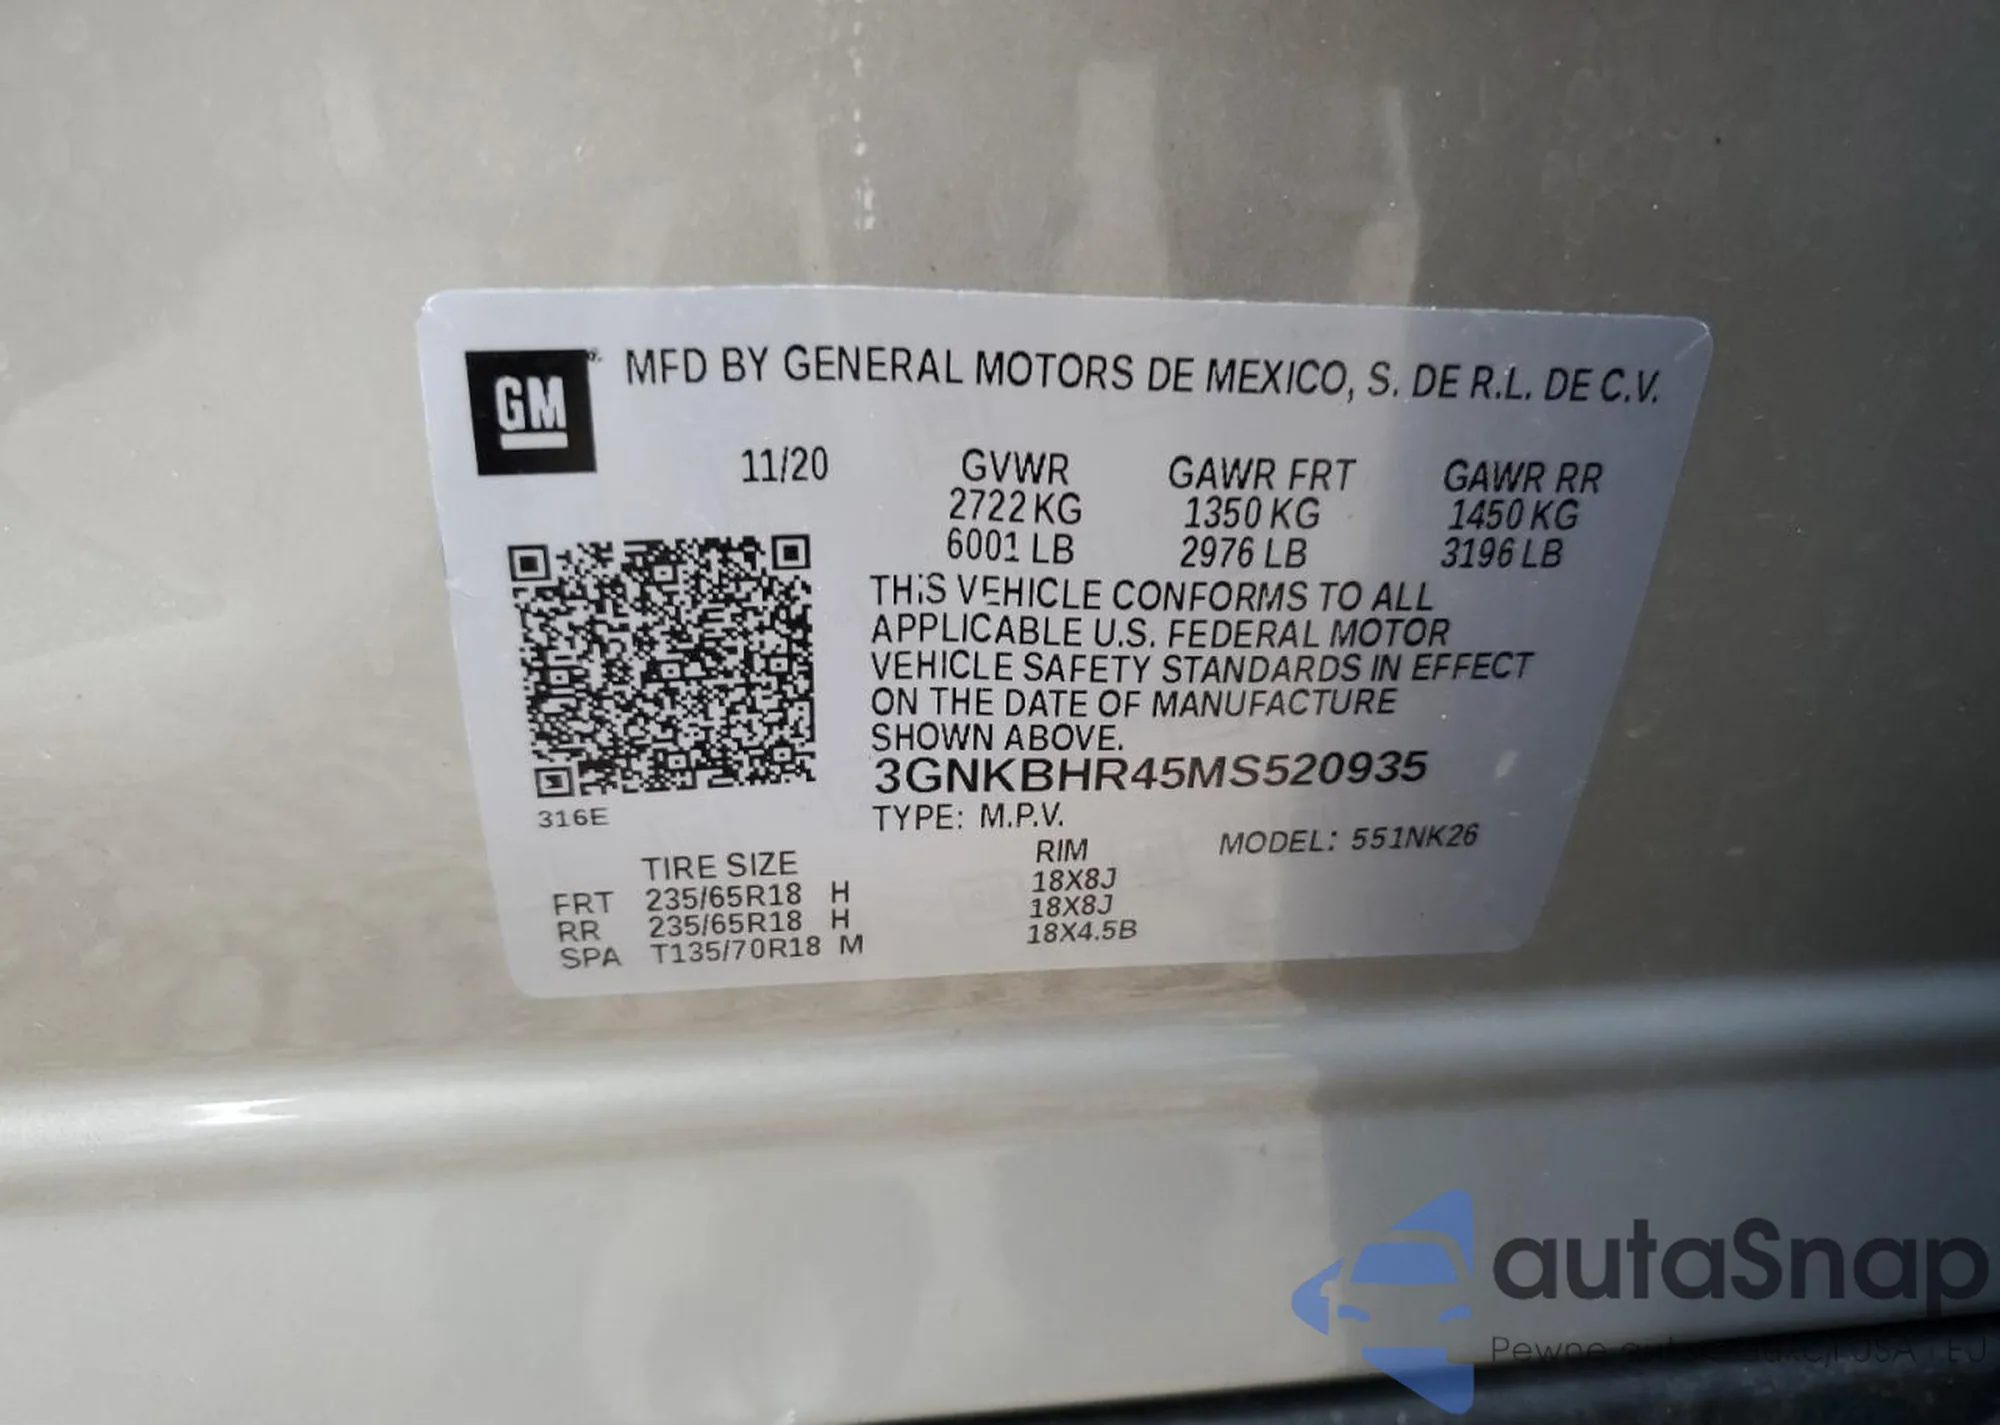 GM
MFD BY GENERAL MOTORS DE MEXICO, S. DE R.L. DE C.V.
11/20 GVWR GAWR FRT GAWR RR
2722 KG 1350 KG 1450 KG
6001 LB 2976 LB 3196 LB
THIS VEHICLE CONFORMS TO ALL
APPLICABLE U.S. FEDERAL MOTOR
VEHICLE SAFETY STANDARDS IN EFFECT
ON THE DATE OF MANUFACTURE
SHOWN ABOVE.
3GNKBHR45MS520935
316E
TYPE: M.P.V.
MODEL: 551NK26
TIRE SIZE RIM
FRT 235/65R18 H 18X8J
RR 235/65R18 H 18X8J
SPA T135/70R18 M 18X4.5B
autaSnap
Pewne USA EU